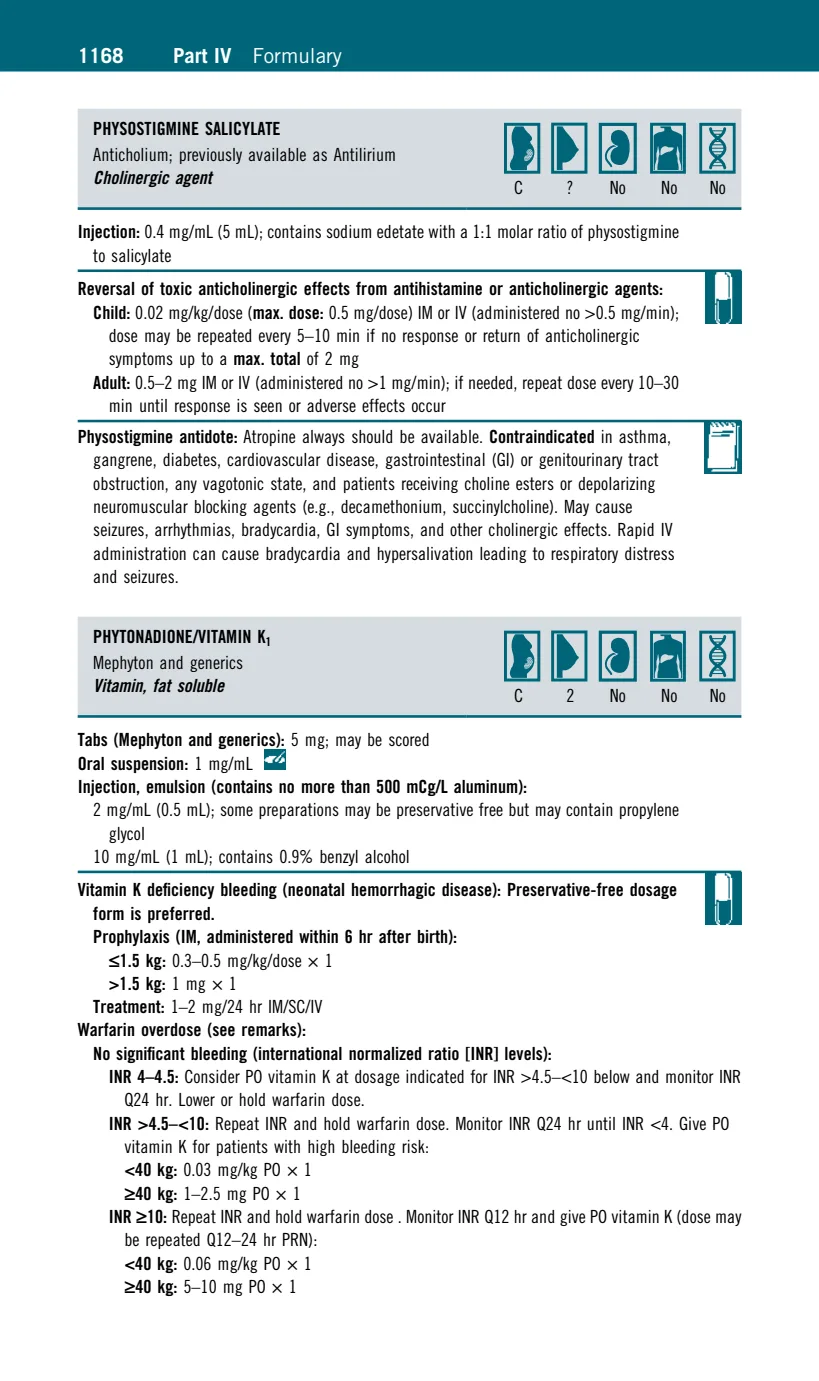 1168 Part IV Formulary
PHYSOSTIGMINE SALICYLATE
Anticholium; previously available as Antilirium
Cholinergic agent
C ? No No No
Injection: 0.4 mg/mL (5 mL); contains sodium edetate with a 1:1 molar ratio of physostigmine
to salicylate
Reversal of toxic anticholinergic effects from antihistamine or anticholinergic agents:
Child: 0.02 mg/kg/dose (max. dose: 0.5 mg/dose) IM or IV (administered no >0.5 mg/min);
dose may be repeated every 5–10 min if no response or return of anticholinergic
symptoms up to a max. total of 2 mg
Adult: 0.5–2 mg IM or IV (administered no >1 mg/min); if needed, repeat dose every 10–30
min until response is seen or adverse effects occur
Physostigmine antidote: Atropine always should be available. Contraindicated in asthma,
gangrene, diabetes, cardiovascular disease, gastrointestinal (GI) or genitourinary tract
obstruction, any vagotonic state, and patients receiving choline esters or depolarizing
neuromuscular blocking agents (e.g., decamethonium, succinylcholine). May cause
seizures, arrhythmias, bradycardia, GI symptoms, and other cholinergic effects. Rapid IV
administration can cause bradycardia and hypersalivation leading to respiratory distress
and seizures.
PHYTONADIONE/VITAMIN K₁
Mephyton and generics
Vitamin, fat soluble
C 2 No No No
Tabs (Mephyton and generics): 5 mg; may be scored
Oral suspension: 1 mg/mL
Injection, emulsion (contains no more than 500 mCg/L aluminum):
2 mg/mL (0.5 mL); some preparations may be preservative free but may contain propylene
glycol
10 mg/mL (1 mL); contains 0.9% benzyl alcohol
Vitamin K deficiency bleeding (neonatal hemorrhagic disease): Preservative-free dosage
form is preferred.
Prophylaxis (IM, administered within 6 hr after birth):
≤1.5 kg: 0.3–0.5 mg/kg/dose × 1
>1.5 kg: 1 mg × 1
Treatment: 1–2 mg/24 hr IM/SC/IV
Warfarin overdose (see remarks):
No significant bleeding (international normalized ratio [INR] levels):
INR 4–4.5: Consider PO vitamin K at dosage indicated for INR >4.5–<10 below and monitor INR
Q24 hr. Lower or hold warfarin dose.
INR >4.5–<10: Repeat INR and hold warfarin dose. Monitor INR Q24 hr until INR <4. Give PO
vitamin K for patients with high bleeding risk:
<40 kg: 0.03 mg/kg PO × 1
≥40 kg: 1–2.5 mg PO × 1
INR ≥10: Repeat INR and hold warfarin dose . Monitor INR Q12 hr and give PO vitamin K (dose may
be repeated Q12–24 hr PRN):
<40 kg: 0.06 mg/kg PO × 1
≥40 kg: 5–10 mg PO × 1